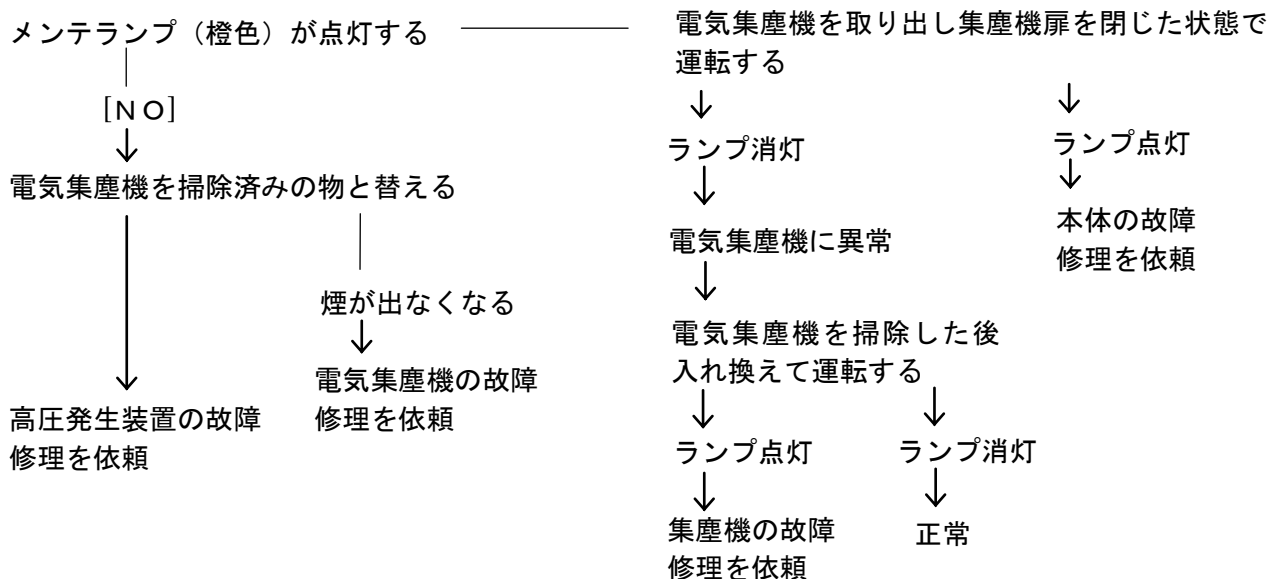 メンテランプ（橙色）が点灯する
[ＮＯ]
電気集塵機を掃除済みの物と替える
煙が出なくなる
電気集塵機の故障
修理を依頼
高圧発生装置の故障
修理を依頼
電気集塵機を取り出し集塵機扉を閉じた状態で
運転する
ランプ消灯
ランプ点灯
電気集塵機に異常
本体の故障
修理を依頼
電気集塵機を掃除した後
入れ換えて運転する
ランプ点灯
ランプ消灯
集塵機の故障
修理を依頼
正常